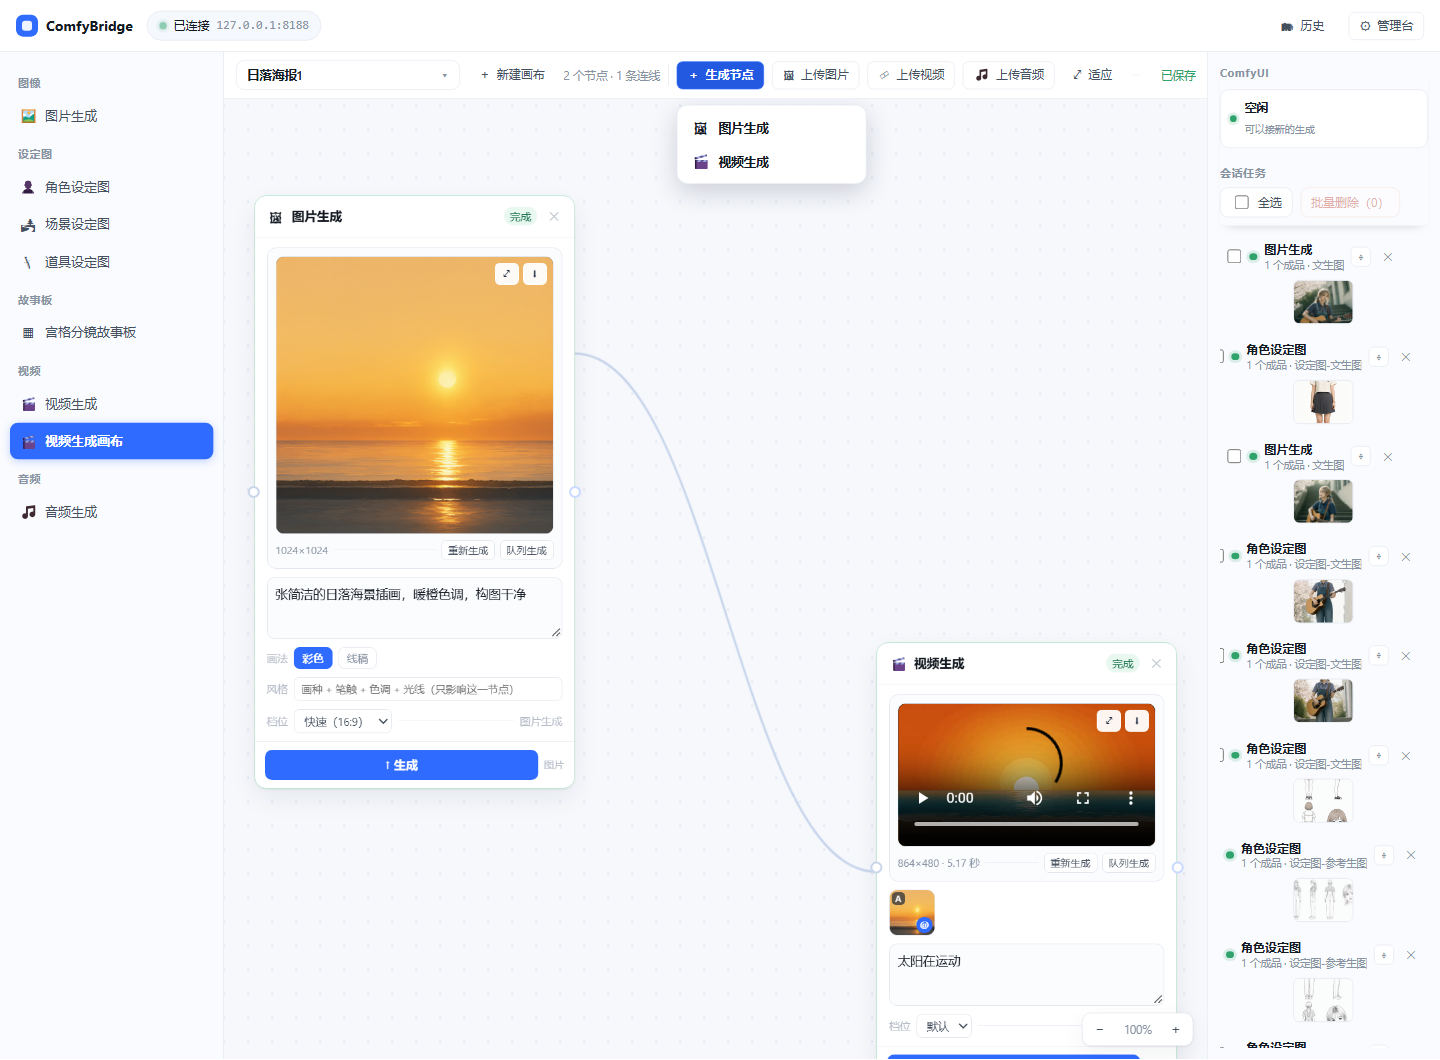 ComfyBridge
已连接 127.0.0.1:8188
历史
管理台
图像
图片生成
设定图
角色设定图
场景设定图
道具设定图
故事板
宫格分镜故事板
视频
视频生成
视频生成画布
音频
音频生成
日落海报1
+ 新建画布
2 个节点 · 1 条连线
+ 生成节点
上传图片
上传视频
上传音频
适应
已保存
图片生成
视频生成
图片生成
完成
1024×1024
重新生成
队列生成
张简洁的日落海景插画，暖橙色调，构图干净
画法
彩色
线稿
风格
画种 + 笔触 + 色调 + 光线（只影响这一节点）
档位
快速（16:9）
图片生成
↑ 生成
图片
视频生成
完成
0:00
864×480 · 5.17 秒
重新生成
队列生成
A
太阳在运动
档位
默认
− 100% +
ComfyUI
空闲
可以接新的生成
会话任务
全选
批量删除（0）
图片生成
1 个成品 · 文生图
角色设定图
1 个成品 · 设定图-文生图
图片生成
1 个成品 · 文生图
角色设定图
1 个成品 · 设定图-文生图
角色设定图
1 个成品 · 设定图-文生图
角色设定图
1 个成品 · 设定图-文生图
角色设定图
1 个成品 · 设定图-参考生图
角色设定图
1 个成品 · 设定图-参考生图
角色设定图